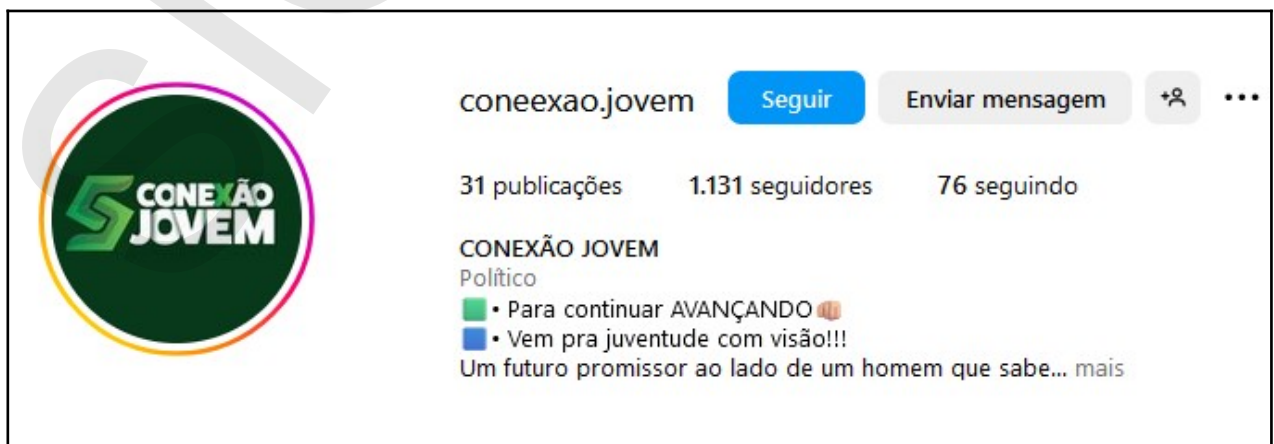 coneexao.jovem Seguir Enviar mensagem
31 publicações 1.131 seguidores 76 seguindo
CONEXÃO
JOVEM
CONEXÃO JOVEM
Político
🟩 • Para continuar AVANÇANDO👊🏼
🟦 • Vem pra juventude com visão!!!
Um futuro promissor ao lado de um homem que sabe... mais